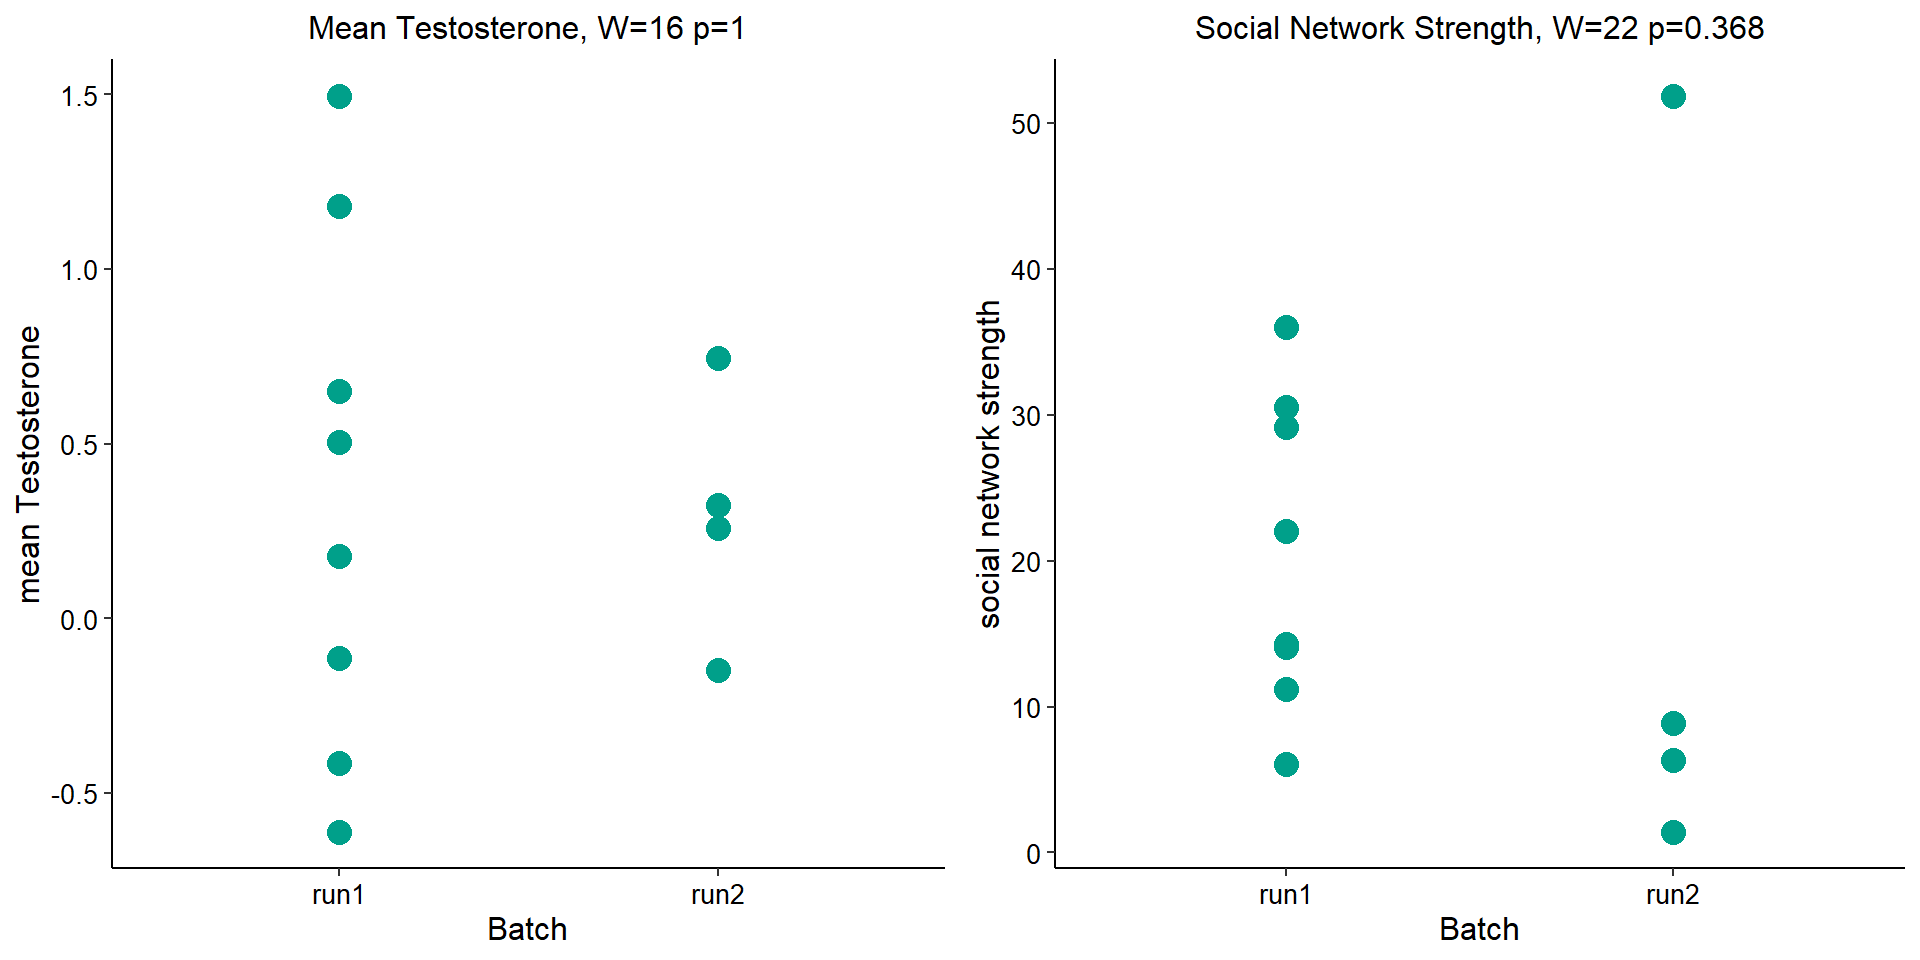 Mean Testosterone, W=16 p=1
mean Testosterone
1.5
1.0
0.5
0.0
-0.5
run1 run2
Batch
Social Network Strength, W=22 p=0.368
social network strength
50
40
30
20
10
0
run1 run2
Batch